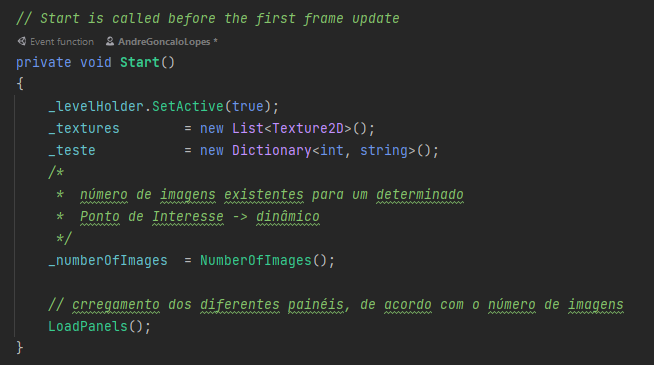 // Start is called before the first frame update
Event function AndreGoncaloLopes *
private void Start()
{
_levelHolder.SetActive(true);
_textures = new List<Texture2D>();
_teste = new Dictionary<int, string>();
/*
* número de imagens existentes para um determinado
* Ponto de Interesse -> dinâmico
*/
_numberOfImages = NumberOfImages();
// crregamento dos diferentes painéis, de acordo com o número de imagens
LoadPanels();
}